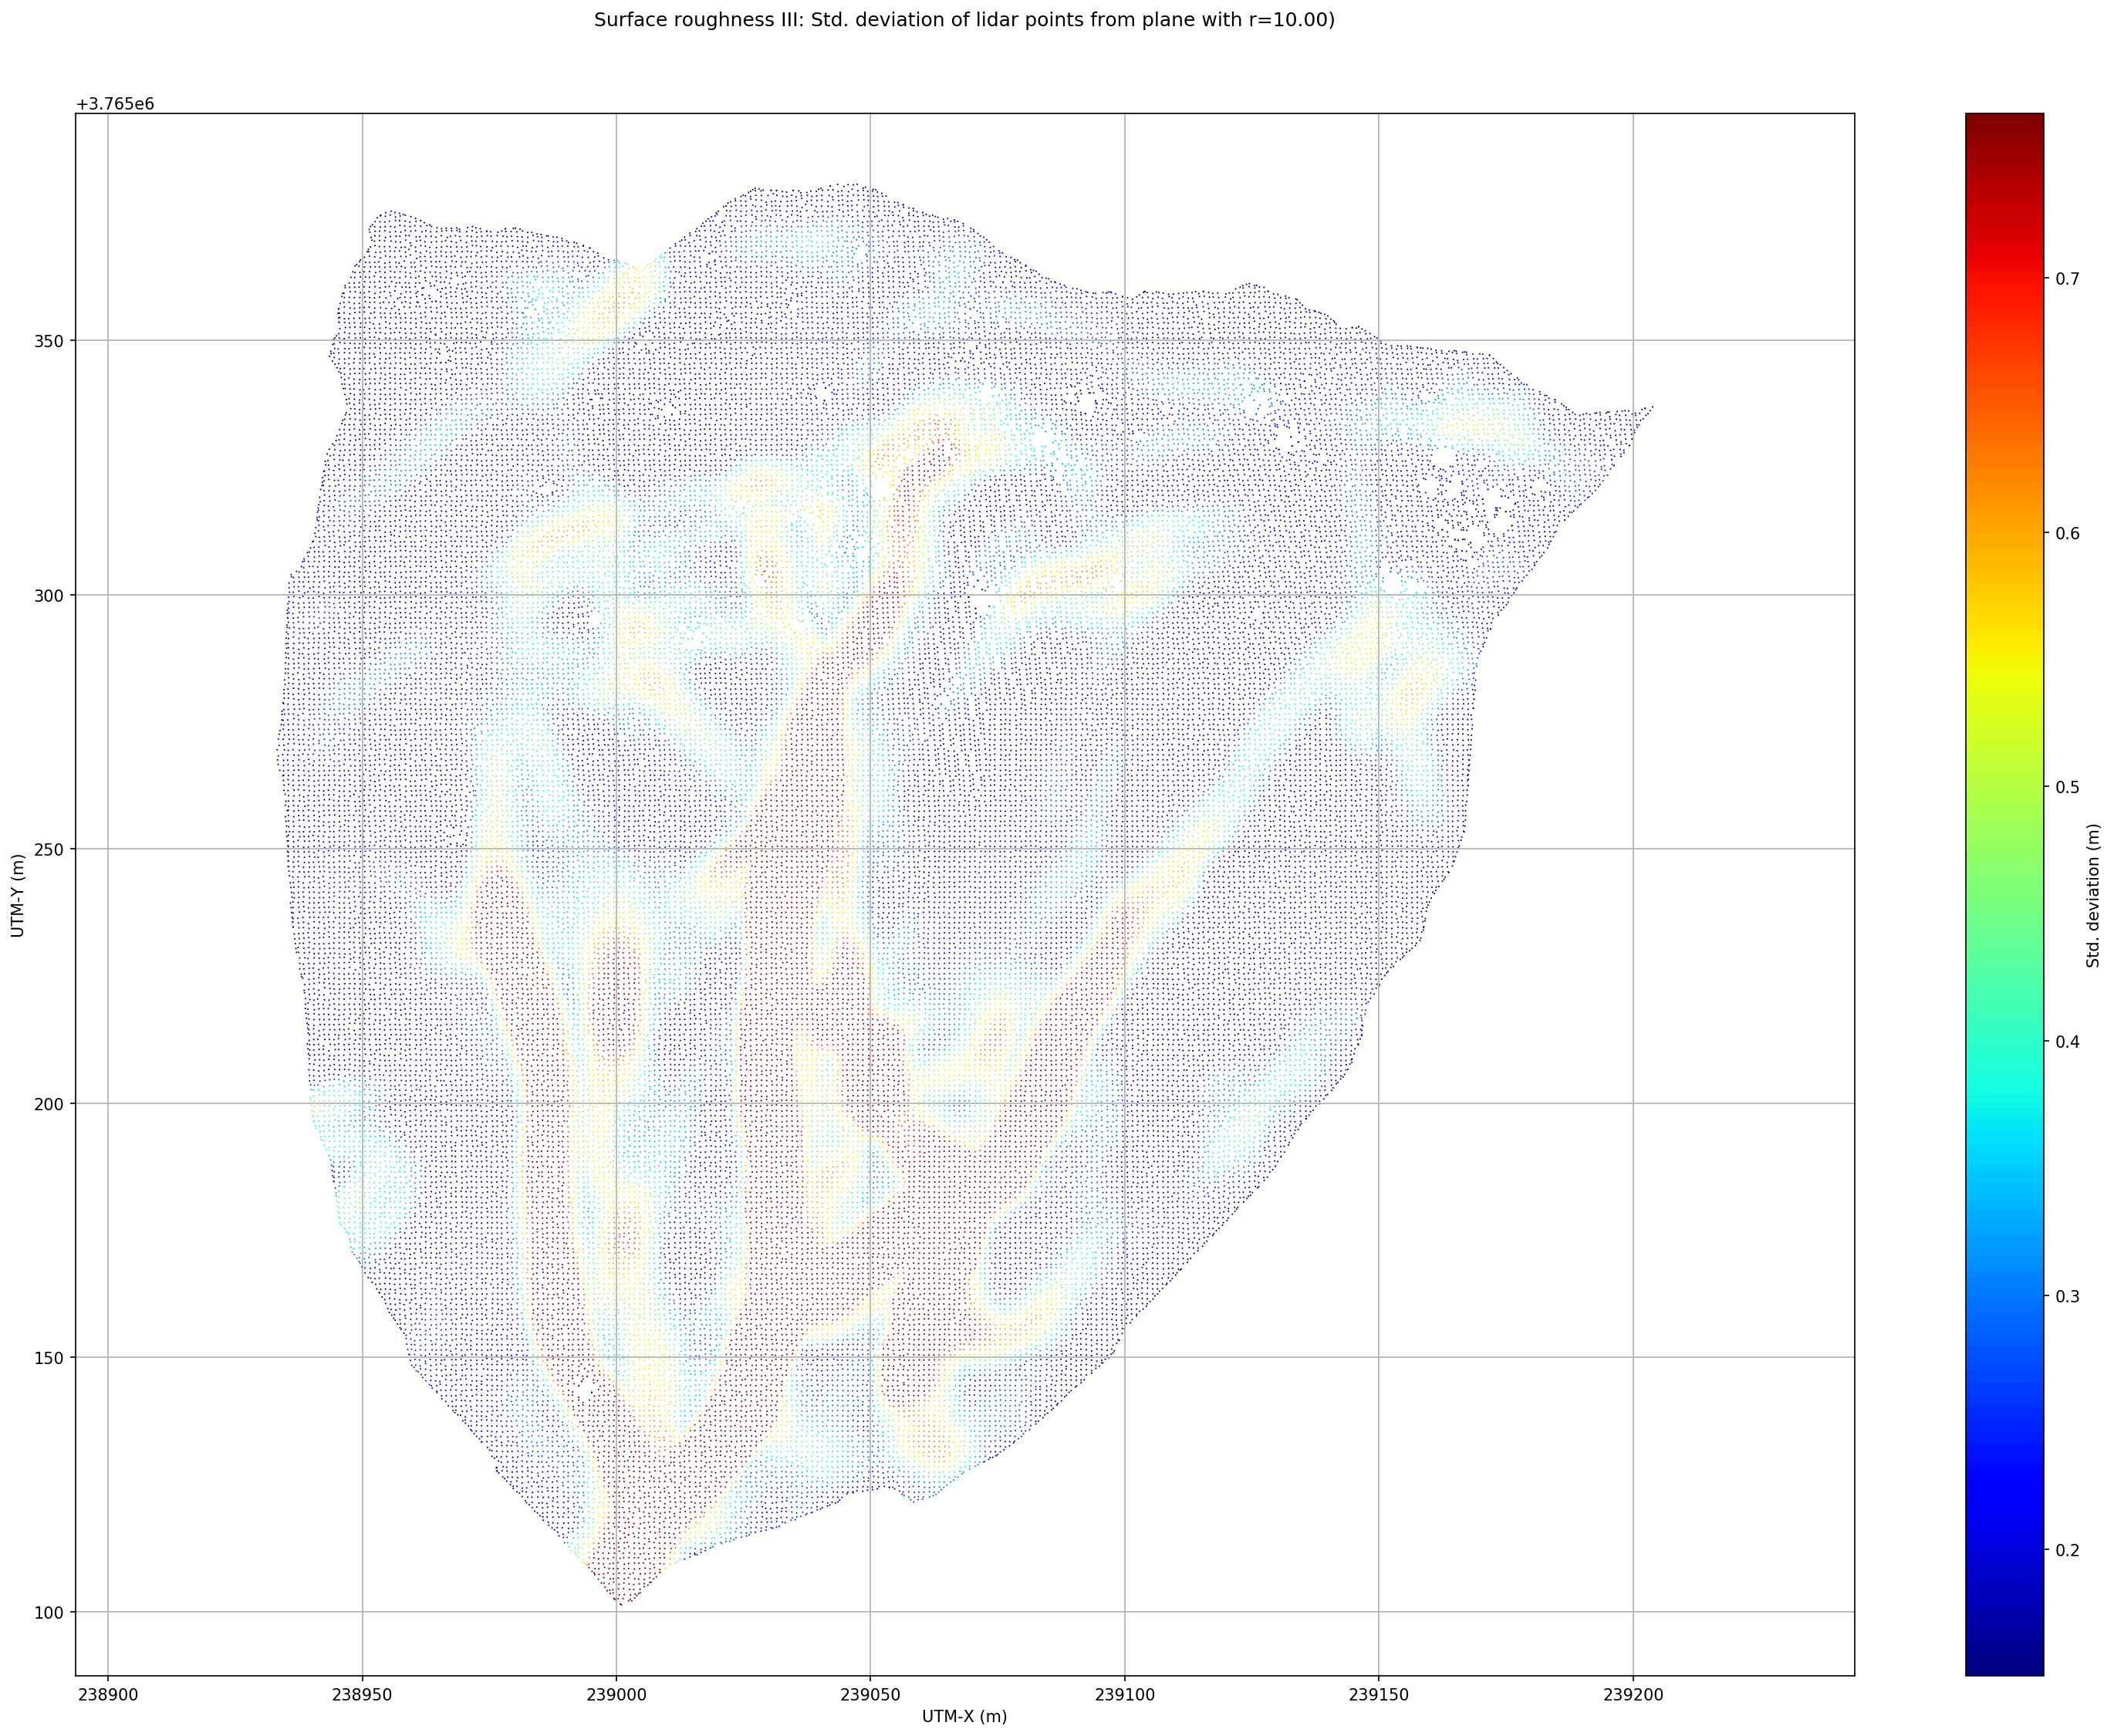 Surface roughness III: Std. deviation of lidar points from plane with r=10.00)
+3.765e6
350
300
250
200
150
100
UTM-Y (m)
238900 238950 239000 239050 239100 239150 239200
UTM-X (m)
0.7
0.6
0.5
0.4
0.3
0.2
Std. deviation (m)